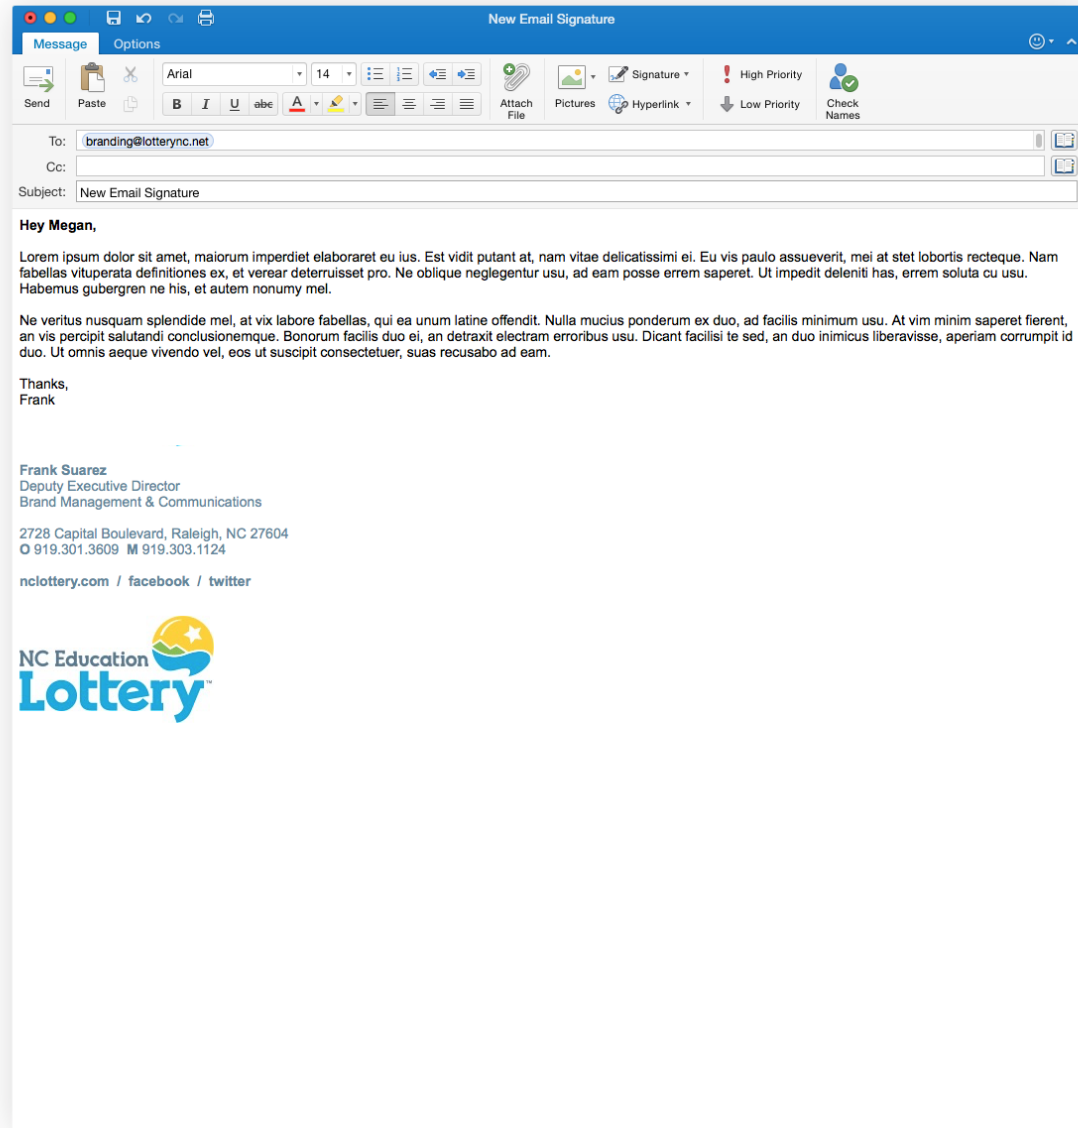 New Email Signature
Message Options
Arial 14 Signature High Priority
Send Paste B I U abc A Attach File Pictures Hyperlink Low Priority Check Names
To: branding@lotterync.net
Cc:
Subject: New Email Signature
Hey Megan,
Lorem ipsum dolor sit amet, maiorum imperdiet elaboraret eu ius. Est vidit putant at, nam vitae delicatissimi ei. Eu vis paulo assueverit, mei at stet lobortis recteque. Nam
fabellas vituperata definitiones ex, et verear deterruisset pro. Ne oblique neglegentur usu, ad eam posse errem saperet. Ut impedit deleniti has, errem soluta cu usu.
Habemus gubergren ne his, et autem nonumy mel.
Ne veritus nusquam splendide mel, at vix labore fabellas, qui ea unum latine offendit. Nulla mucius ponderum ex duo, ad facilis minimum usu. At vim minim saperet fierent,
an vis percipit salutandi conclusionemque. Bonorum facilis duo ei, an detraxit electram erroribus usu. Dicant facilisi te sed, an duo inimicus liberavisse, aperiam corrumpit id
duo. Ut omnis aeque vivendo vel, eos ut suscipit consectetuer, suas recusabo ad eam.
Thanks,
Frank
Frank Suarez
Deputy Executive Director
Brand Management & Communications
2728 Capital Boulevard, Raleigh, NC 27604
O 919.301.3609 M 919.303.1124
nclottery.com / facebook / twitter
NC Education
Lottery™